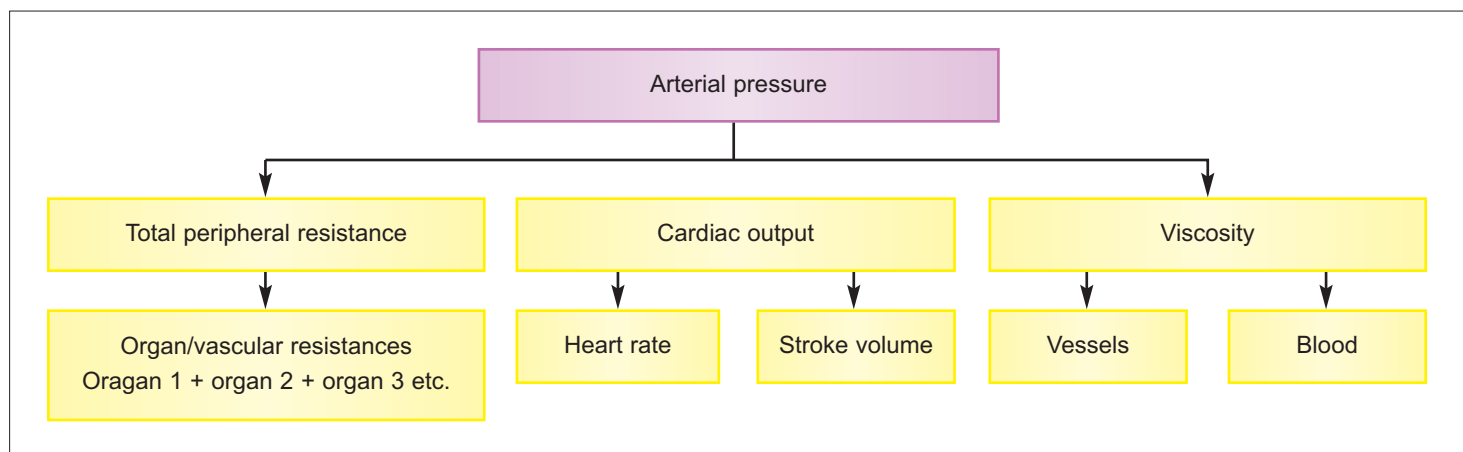 Arterial pressure
Total peripheral resistance
Cardiac output
Viscosity
Organ/vascular resistances
Oragan 1 + organ 2 + organ 3 etc.
Heart rate
Stroke volume
Vessels
Blood